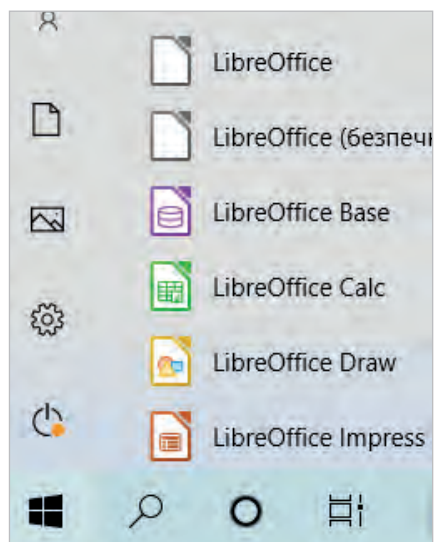 LibreOffice
LibreOffice (безпечн
LibreOffice Base
LibreOffice Calc
LibreOffice Draw
LibreOffice Impress